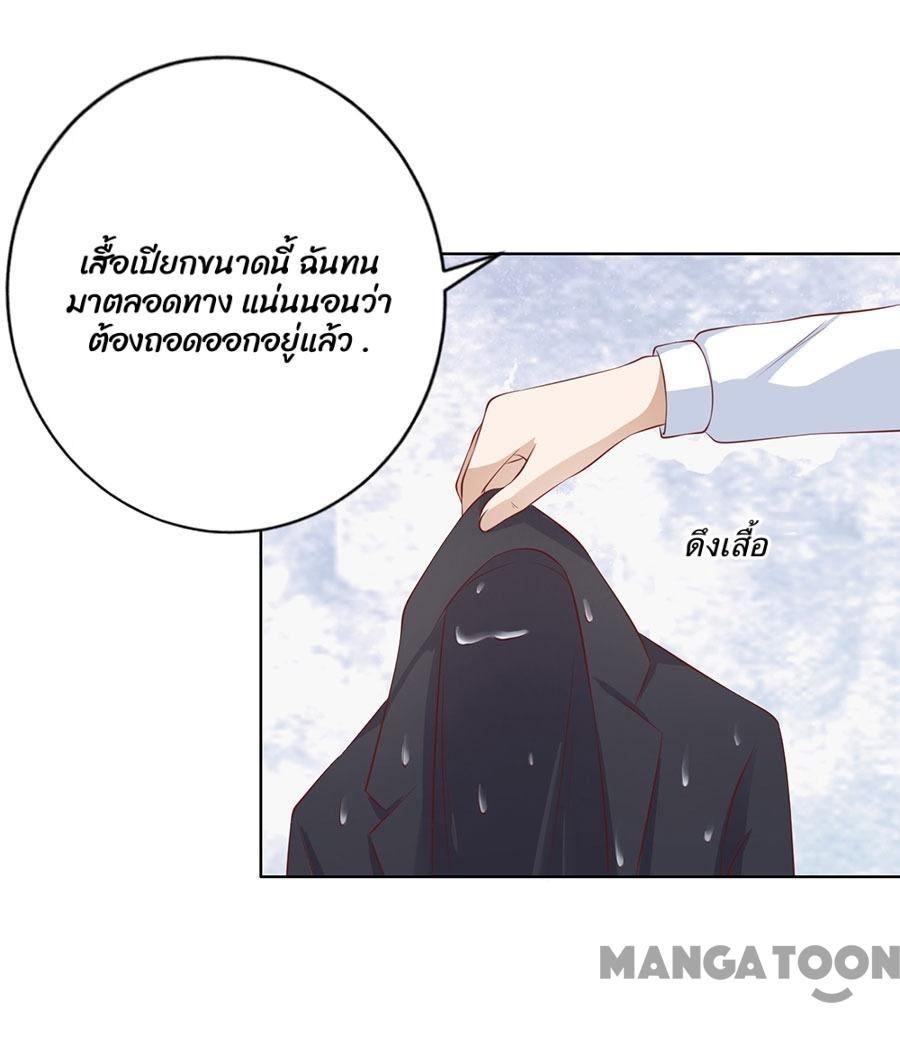 เสื้อเปียกขนาดนี้ ฉันทน
มาตลอดทาง แน่นนอนว่า
ต้องถอดออกอยู่แล้ว .
ดึงเสื้อ
MANGATOON